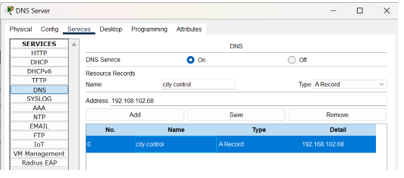 DNS Server
Physical Config Services Desktop Programming Attributes
SERVICES
HTTP
DHCP
DHCPv6
TFTP
DNS
SYSLOG
AAA
NTP
EMAIL
FTP
IoT
VM Management
Radius EAP
DNS
DNS Service On Off
Resource Records
Name city control Type A Record
Address 192.168.102.68
Add Save Remove
No. Name Type Detail
0 city control A Record 192.168.102.68